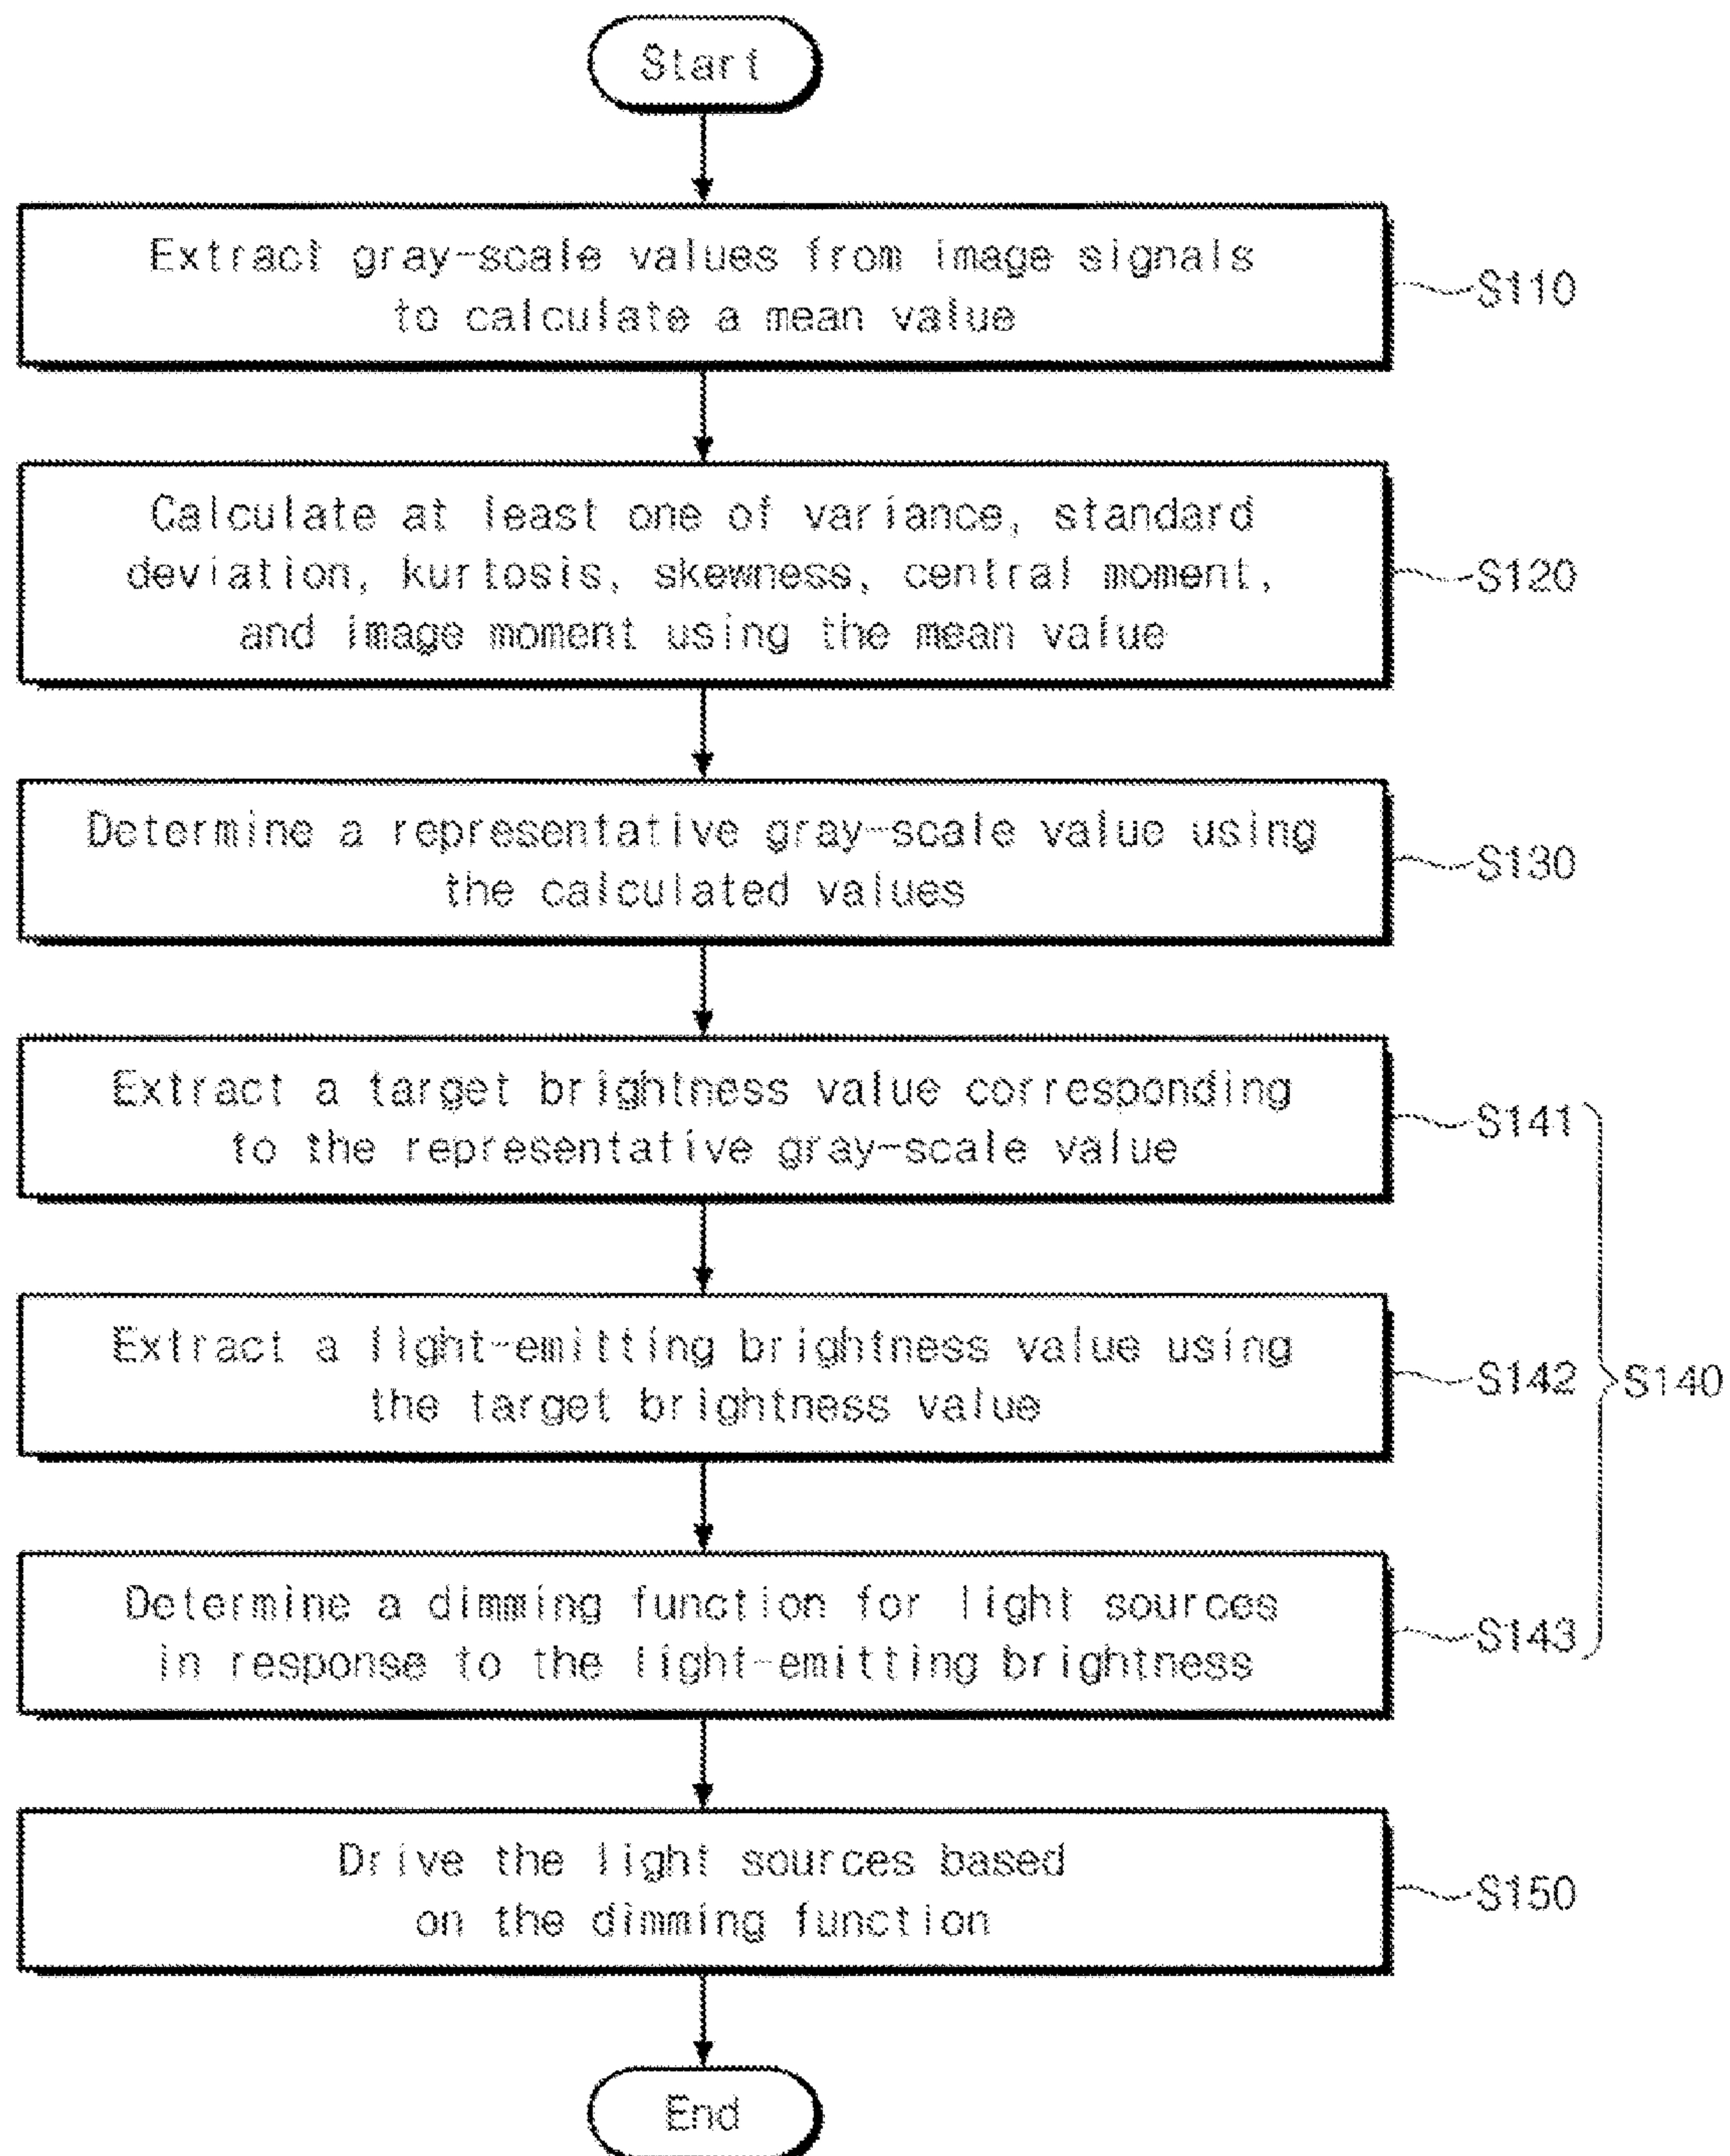 Start
Extract gray-scale values from image signals
to calculate a mean value
S110
Calculate at least one of variance, standard
deviation, kurtosis, skewness, central moment,
and image moment using the mean value
S120
Determine a representative gray-scale value using
the calculated values
S130
Extract a target brightness value corresponding
to the representative gray-scale value
S141
Extract a light-emitting brightness value using
the target brightness value
S142
S140
Determine a dimming function for light sources
in response to the light-emitting brightness
S143
Drive the light sources based
on the dimming function
S150
End